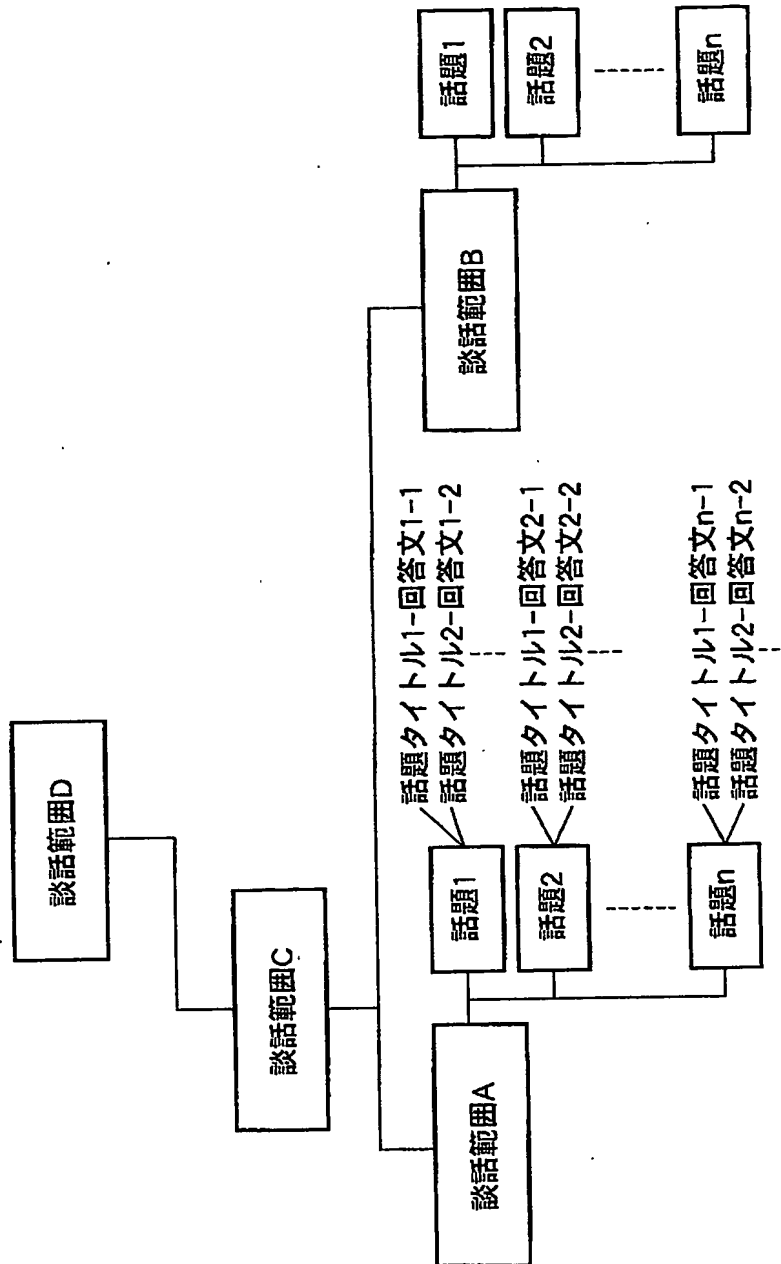 談話範囲D
談話範囲C
談話範囲A
話題1
話題タイトル1-回答文1-1
話題タイトル2-回答文1-2
話題2
話題タイトル1-回答文2-1
話題タイトル2-回答文2-2
話題n
話題タイトル1-回答文n-1
話題タイトル2-回答文n-2
談話範囲B
話題1
話題2
話題n